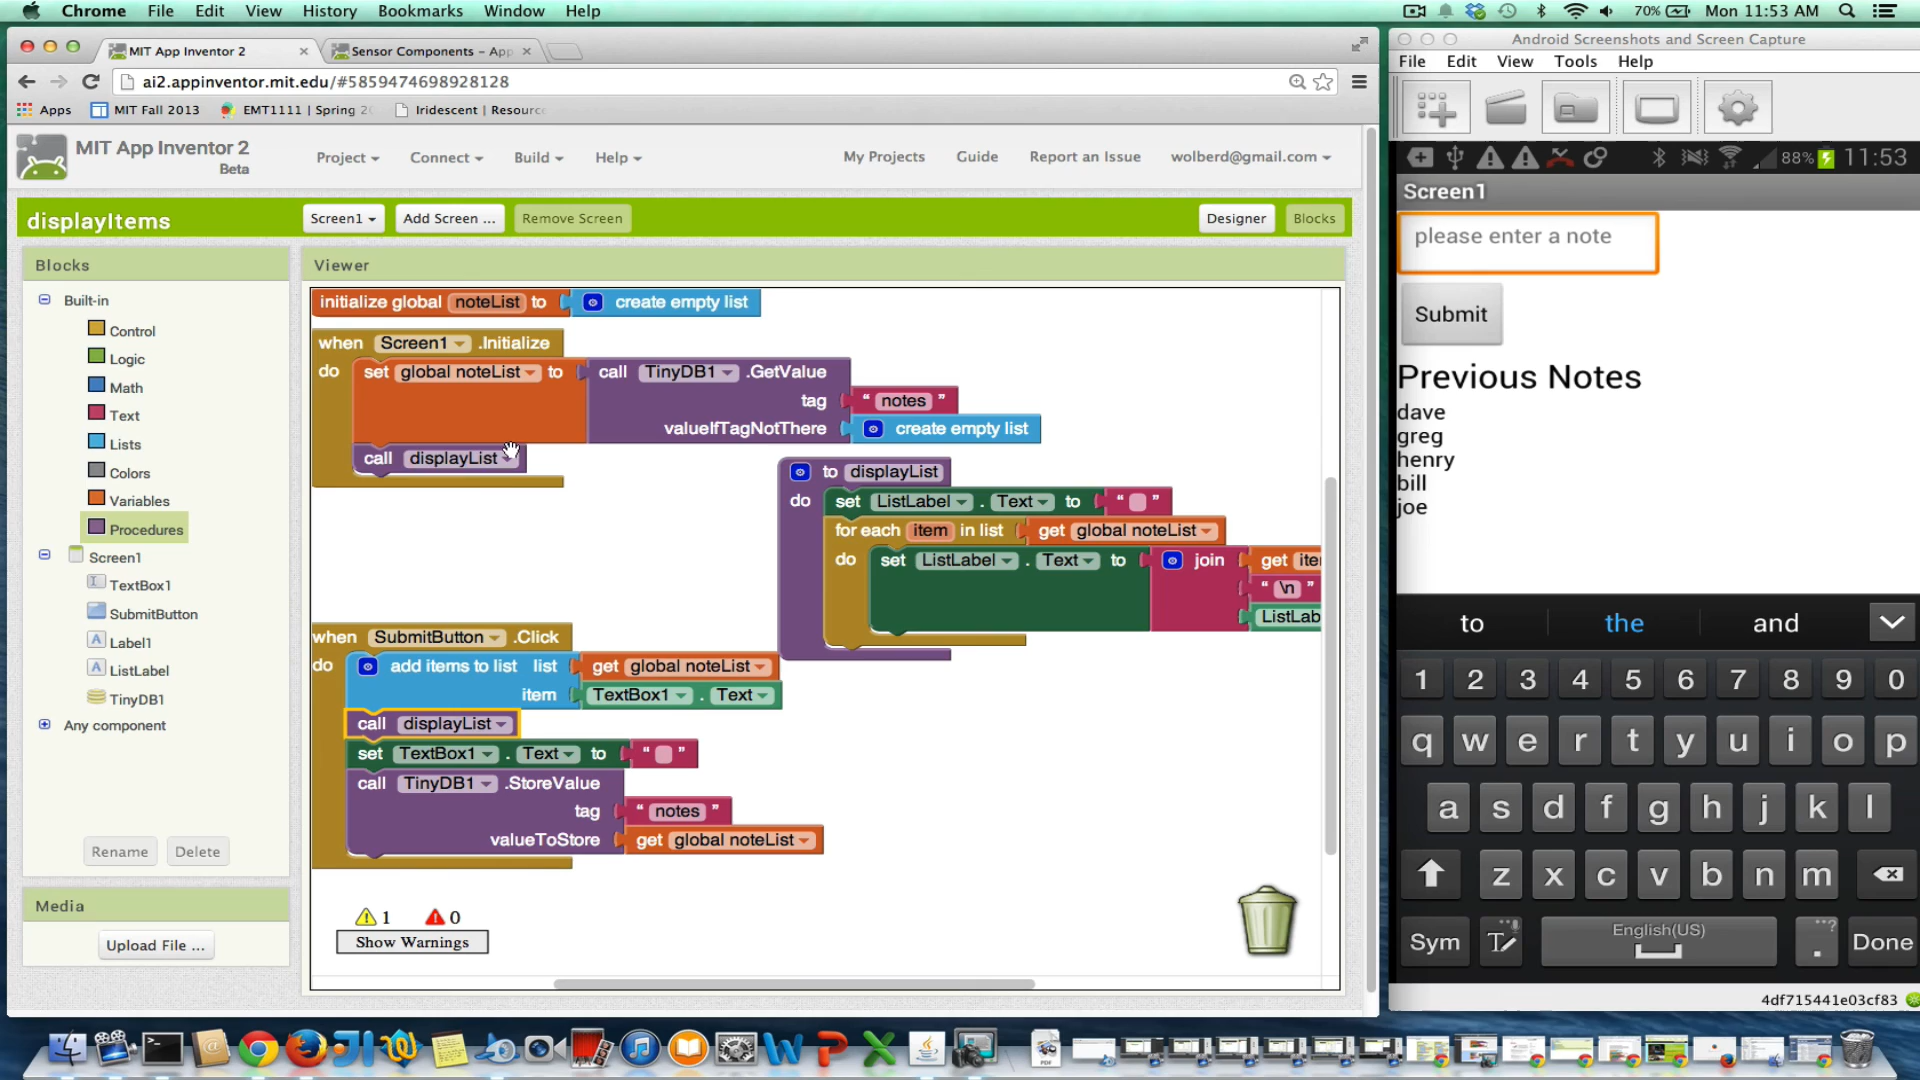 Chrome File Edit View History Bookmarks Window Help 70% Mon 11:53 AM
MIT App Inventor 2
Sensor Components – App
ai2.appinventor.mit.edu/#5859474698928128
Apps MIT Fall 2013 EMT1111 | Spring 20 Iridescent | Resourc
MIT App Inventor 2
Beta
Project Connect Build Help My Projects Guide Report an Issue wolberd@gmail.com
displayItems Screen1 Add Screen ... Remove Screen Designer Blocks
Blocks
Built-in
Control
Logic
Math
Text
Lists
Colors
Variables
Procedures
Screen1
TextBox1
SubmitButton
Label1
ListLabel
TinyDB1
Any component
Rename Delete
Media
Upload File ...
Viewer
initialize global noteList to create empty list
when Screen1 .Initialize
do set global noteList to call TinyDB1 .GetValue
tag " notes "
valueIfTagNotThere create empty list
call displayList
to displayList
do set ListLabel . Text to " "
for each item in list get global noteList
do set ListLabel . Text to join get ite
" \n "
ListLab
when SubmitButton .Click
do add items to list list get global noteList
item TextBox1 . Text
call displayList
set TextBox1 . Text to " "
call TinyDB1 .StoreValue
tag " notes "
valueToStore get global noteList
1 0
Show Warnings
Android Screenshots and Screen Capture
File Edit View Tools Help
88% 11:53
Screen1
please enter a note
Submit
Previous Notes
dave
greg
henry
bill
joe
to the and
1 2 3 4 5 6 7 8 9 0
q w e r t y u i o p
a s d f g h j k l
z x c v b n m
Sym English(US) . Done
4df715441e03cf83